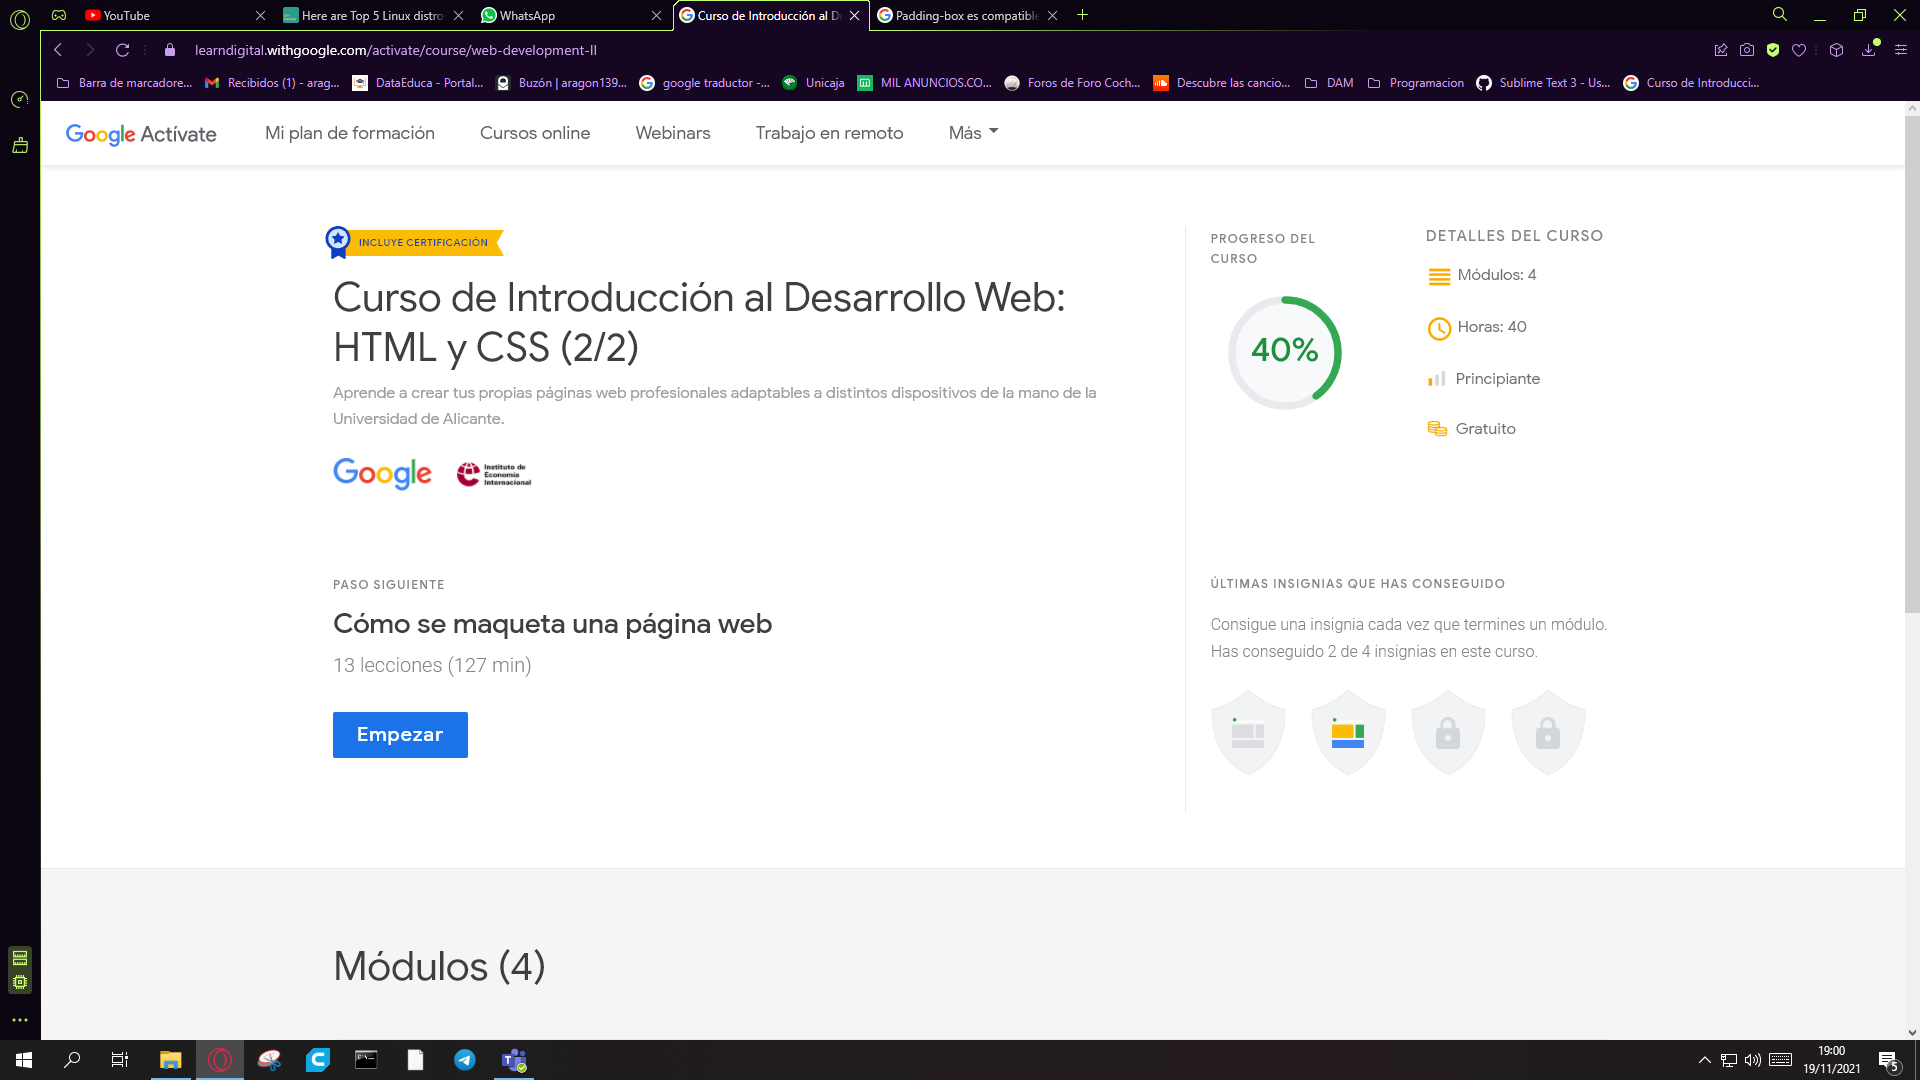 YouTube
Here are Top 5 Linux distro
WhatsApp
Curso de Introducción al D
Padding-box es compatible
learndigital.withgoogle.com/activate/course/web-development-II
Barra de marcadore...
Recibidos (1) - arag...
DataEduca - Portal...
Buzón | aragon139...
google traductor -...
Unicaja
MIL ANUNCIOS.CO...
Foros de Foro Coch...
Descubre las cancio...
DAM
Programacion
Sublime Text 3 - Us...
Curso de Introducci...
Google Actívate
Mi plan de formación
Cursos online
Webinars
Trabajo en remoto
Más
INCLUYE CERTIFICACIÓN
Curso de Introducción al Desarrollo Web:
HTML y CSS (2/2)
Aprende a crear tus propias páginas web profesionales adaptables a distintos dispositivos de la mano de la
Universidad de Alicante.
Google
Instituto de
Economía
Internacional
PROGRESO DEL
CURSO
40%
DETALLES DEL CURSO
Módulos: 4
Horas: 40
Principiante
Gratuito
PASO SIGUIENTE
Cómo se maqueta una página web
13 lecciones (127 min)
Empezar
ÚLTIMAS INSIGNIAS QUE HAS CONSEGUIDO
Consigue una insignia cada vez que termines un módulo.
Has conseguido 2 de 4 insignias en este curso.
Módulos (4)
19:00
19/11/2021
5